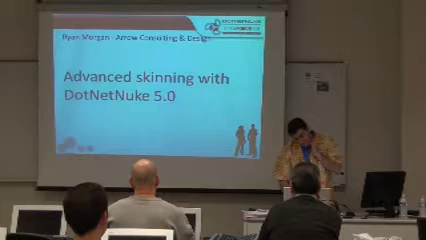 Ryan Morgan - Arrow Consulting & Design
Advanced skinning with
DotNetNuke 5.0